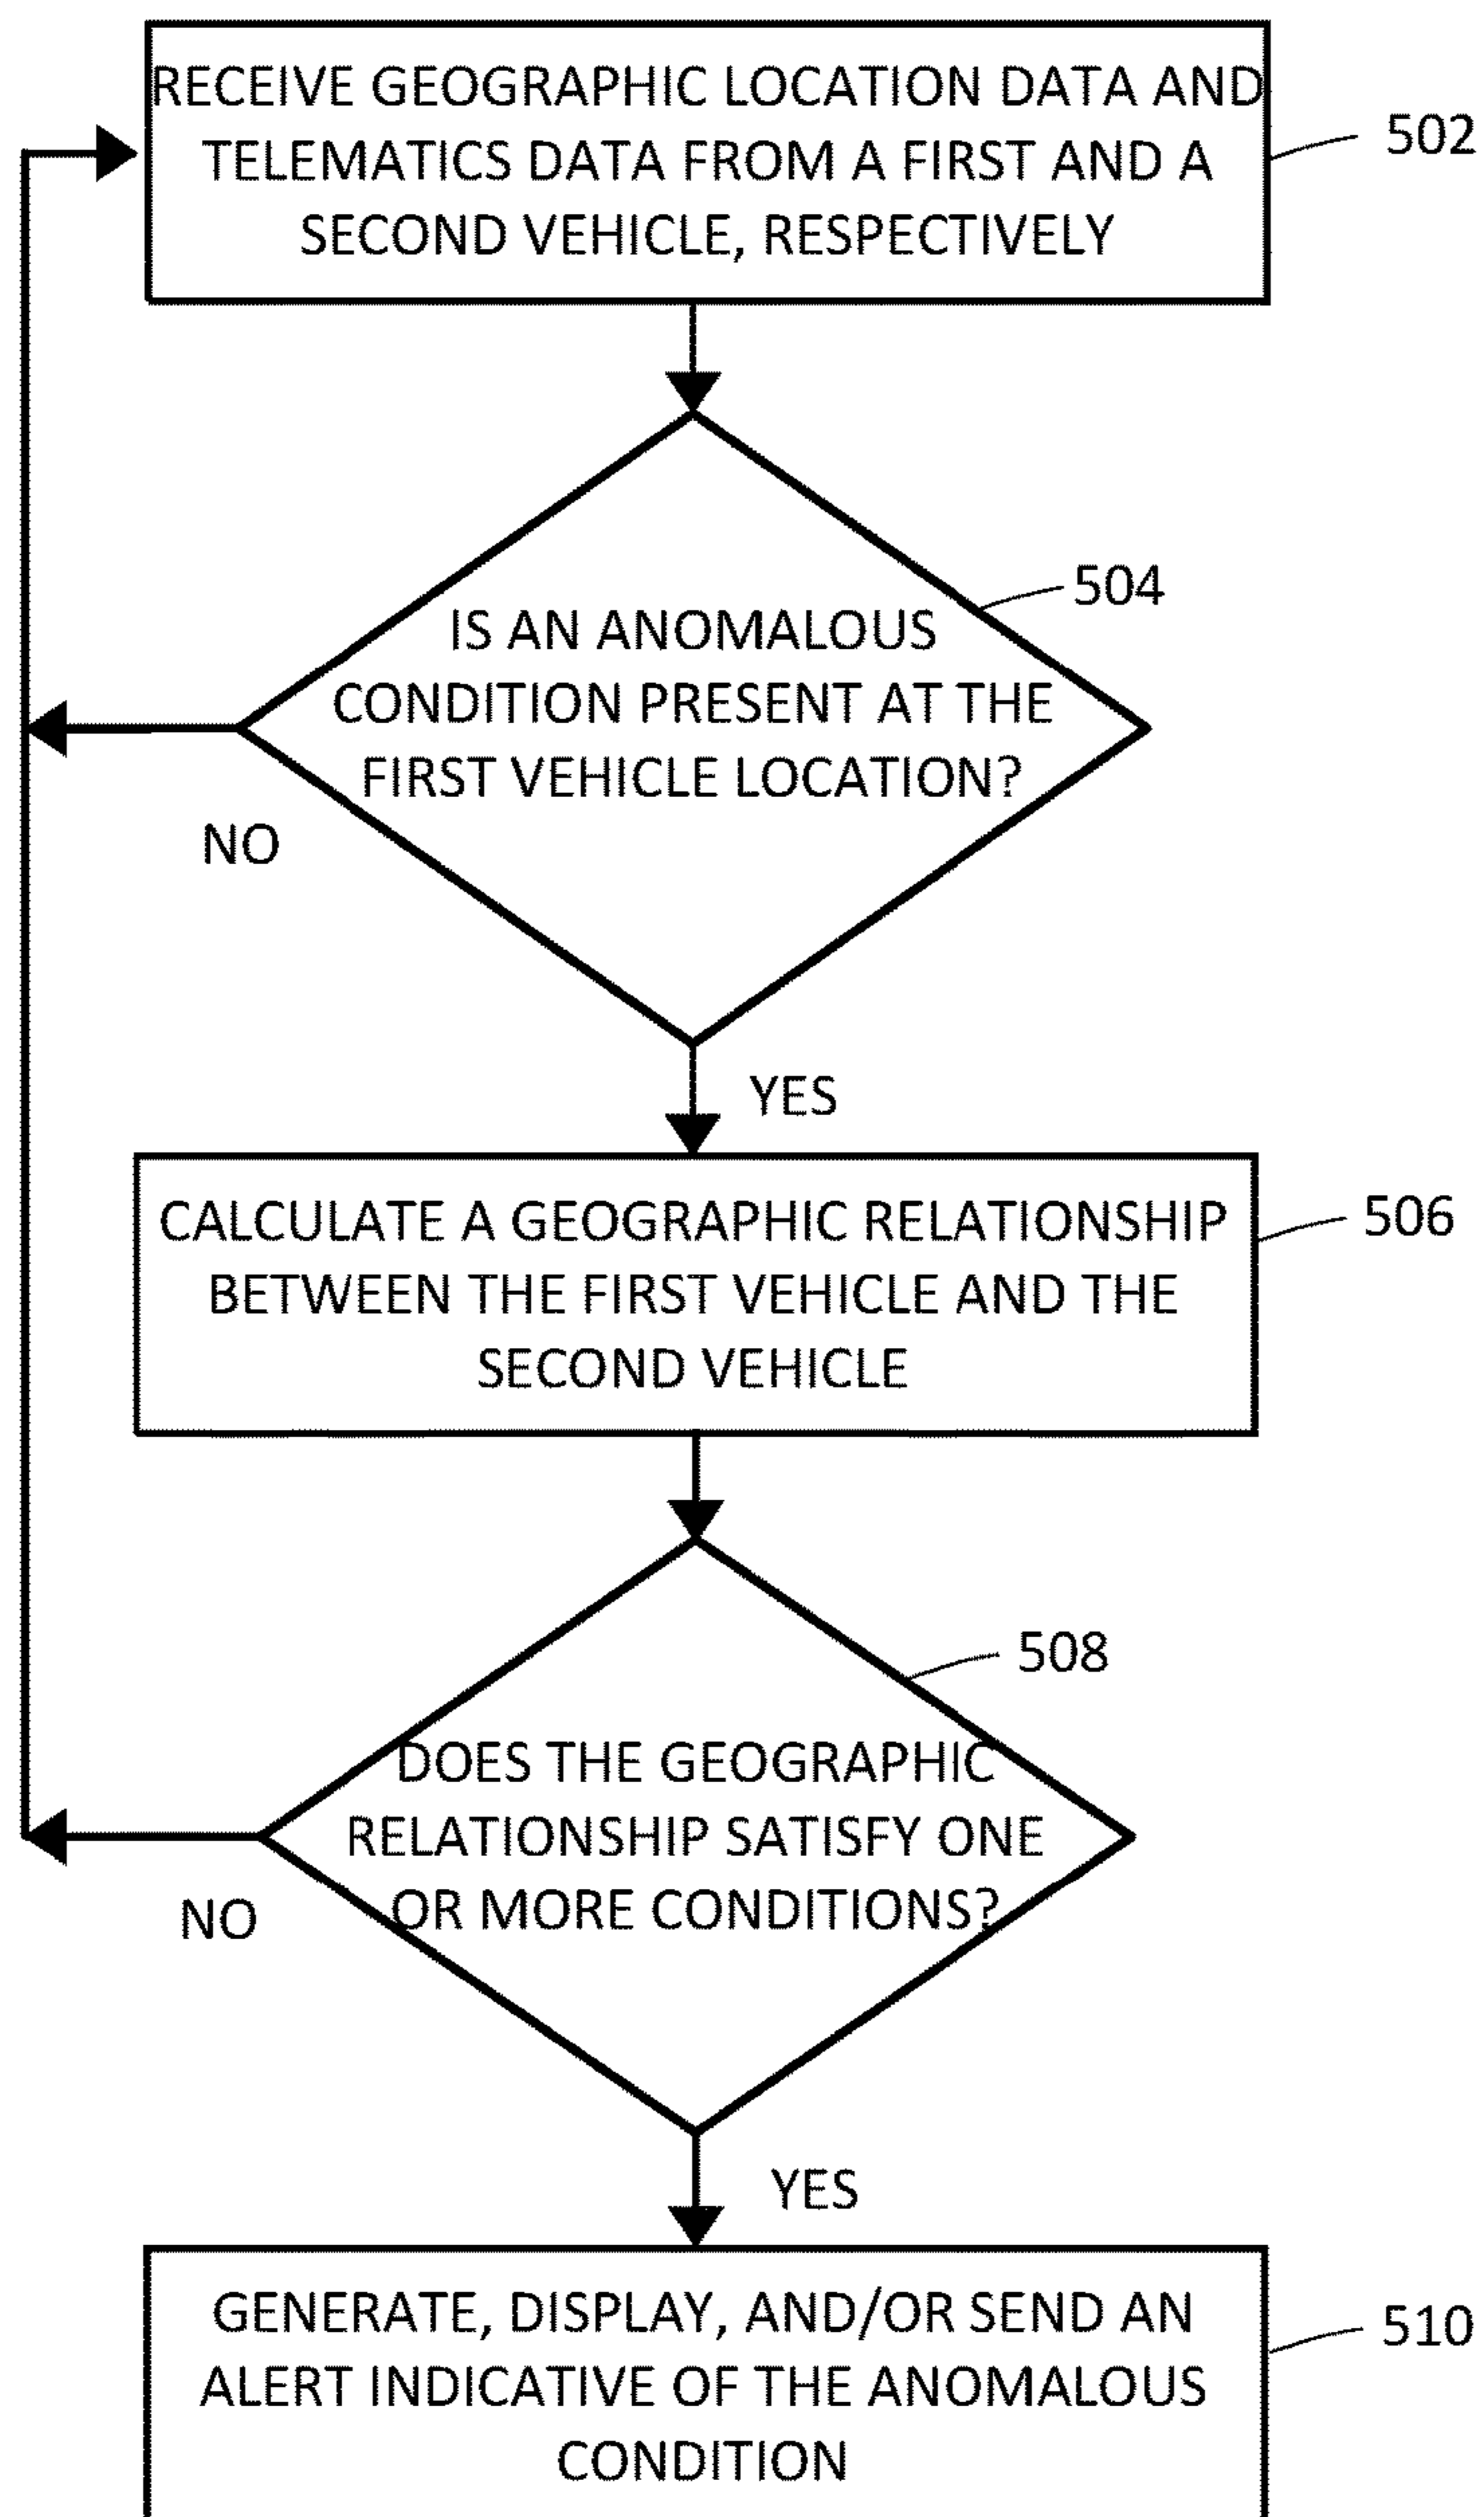 RECEIVE GEOGRAPHIC LOCATION DATA AND
TELEMATICS DATA FROM A FIRST AND A
SECOND VEHICLE, RESPECTIVELY
502
504
IS AN ANOMALOUS
CONDITION PRESENT AT THE
FIRST VEHICLE LOCATION?
NO
YES
CALCULATE A GEOGRAPHIC RELATIONSHIP
BETWEEN THE FIRST VEHICLE AND THE
SECOND VEHICLE
506
508
DOES THE GEOGRAPHIC
RELATIONSHIP SATISFY ONE
OR MORE CONDITIONS?
NO
YES
GENERATE, DISPLAY, AND/OR SEND AN
ALERT INDICATIVE OF THE ANOMALOUS
CONDITION
510